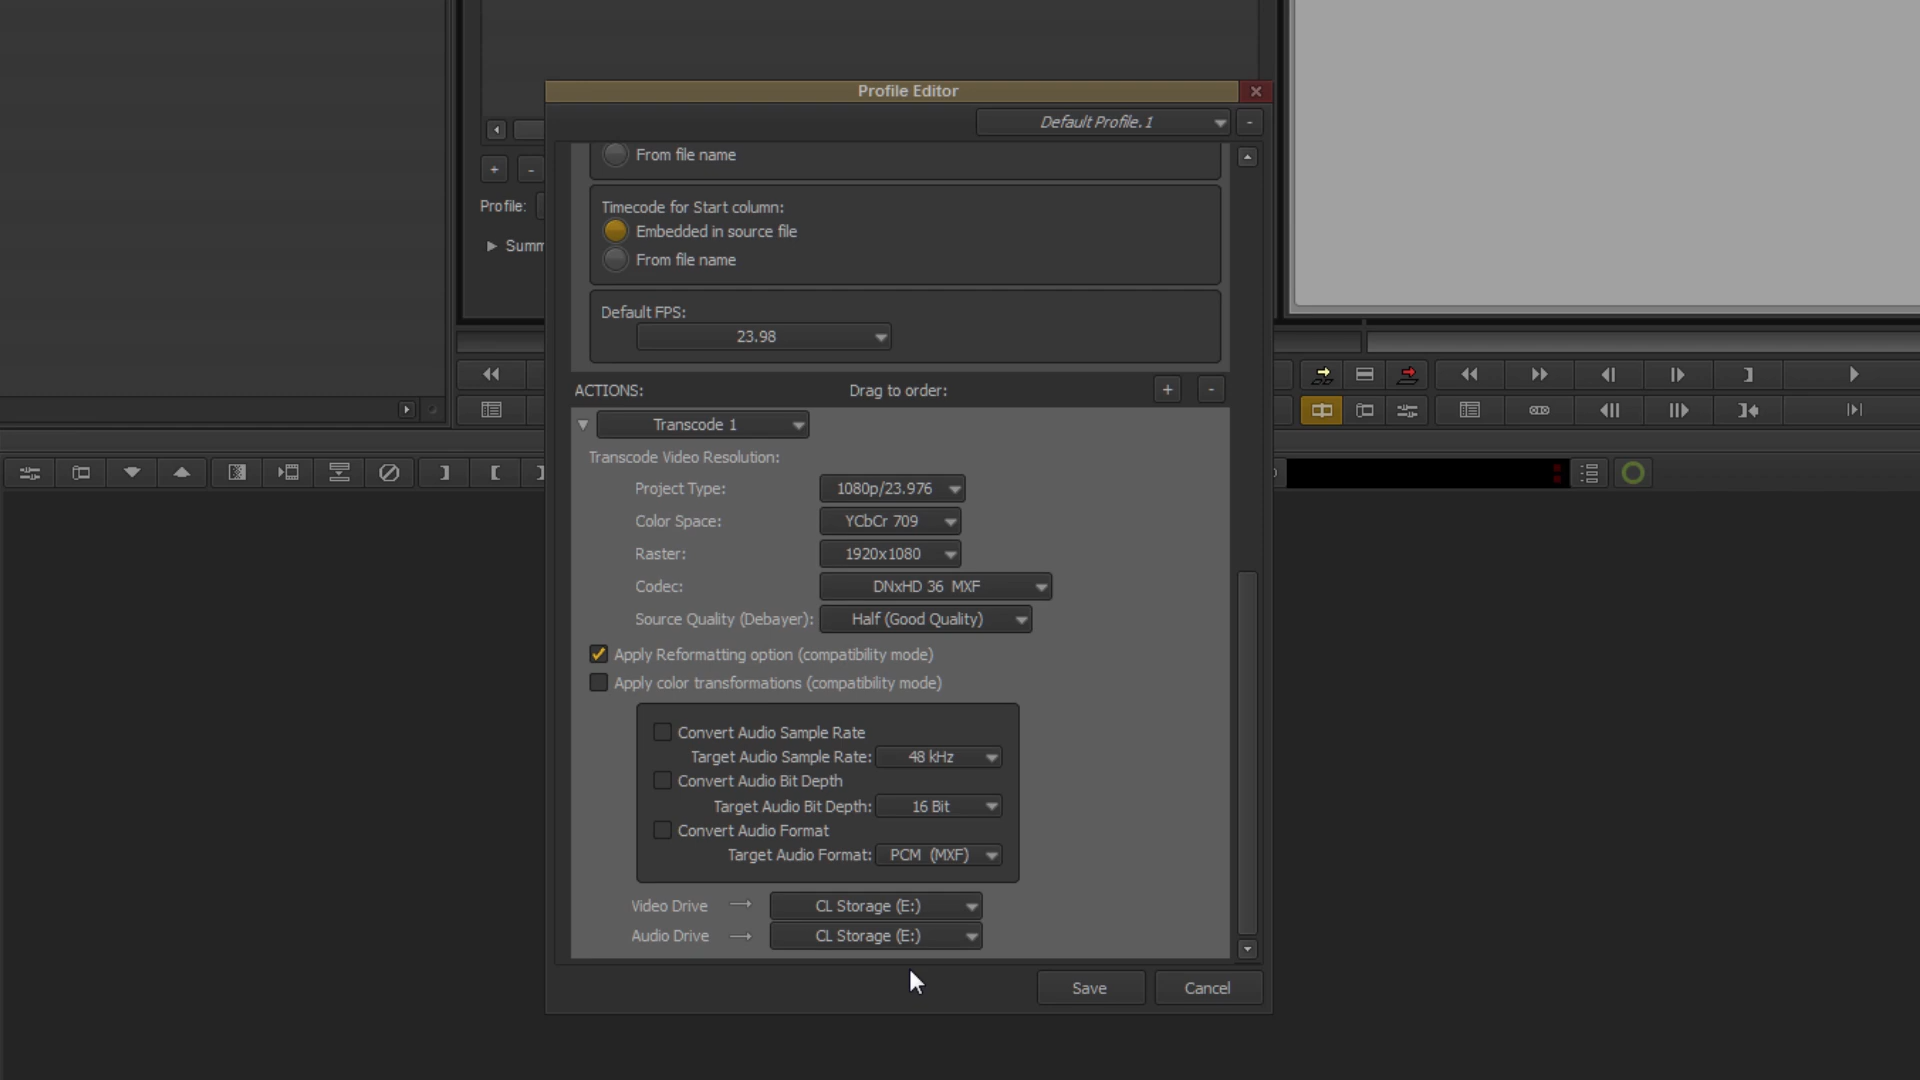 Profile Editor
Default Profile.1
-
From file name
+ -
Timecode for Start column:
Profile:
Embedded in source file
From file name
Default FPS:
23.98
ACTIONS:
Drag to order:
+ -
Transcode 1
Transcode Video Resolution:
Project Type: 1080p/23.976
Color Space: YCbCr 709
Raster: 1920x1080
Codec: DNxHD 36 MXF
Source Quality (Debayer): Half (Good Quality)
Apply Reformatting option (compatibility mode)
Apply color transformations (compatibility mode)
Convert Audio Sample Rate
Target Audio Sample Rate: 48 kHz
Convert Audio Bit Depth
Target Audio Bit Depth: 16 Bit
Convert Audio Format
Target Audio Format: PCM (MXF)
Video Drive → CL Storage (E:)
Audio Drive → CL Storage (E:)
Save
Cancel